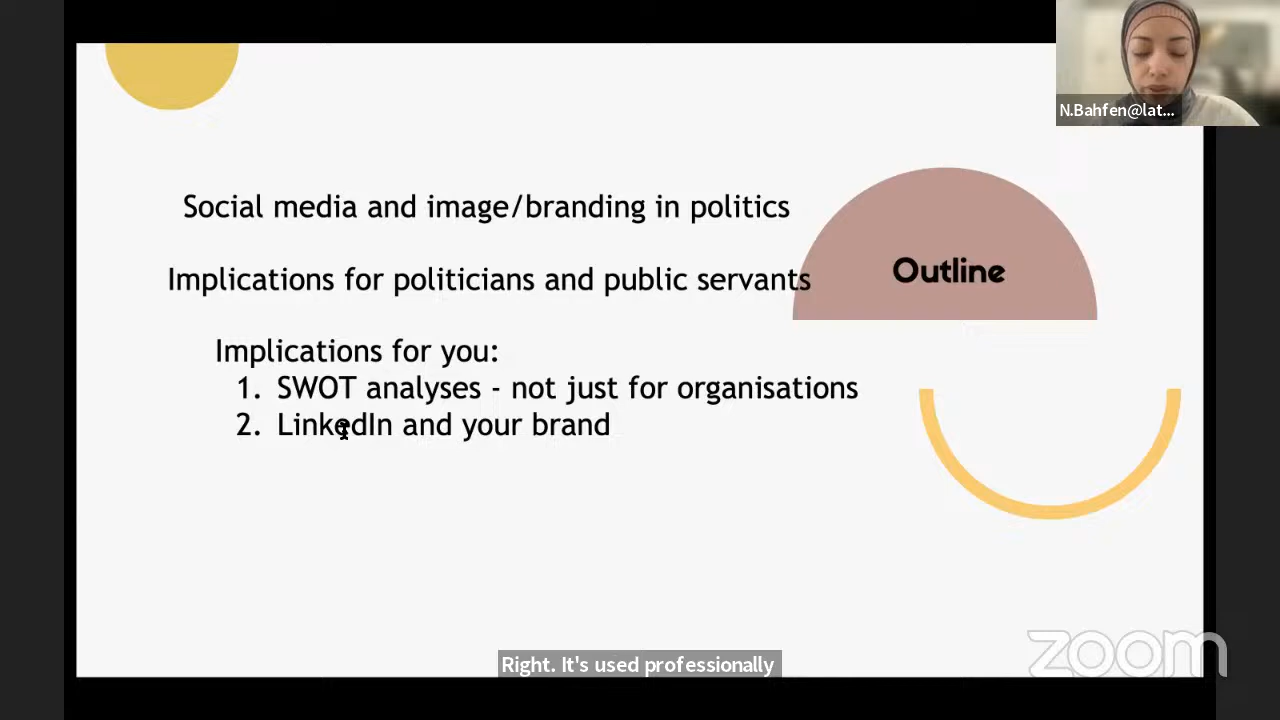 N.Bahfen@lat...
Social media and image/branding in politics
Outline
Implications for politicians and public servants
Implications for you:
1. SWOT analyses - not just for organisations
2. LinkedIn and your brand
Right. It's used professionally
zoom